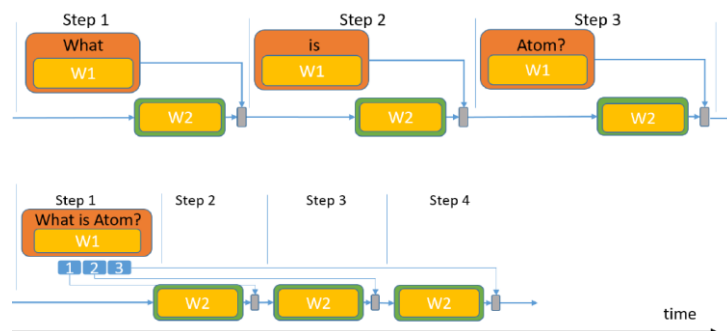 Step 1 Step 2 Step 3
What is Atom?
W1 W1 W1
W2 W2 W2
Step 1 Step 2 Step 3 Step 4
What is Atom?
W1
1 2 3
W2 W2 W2
time